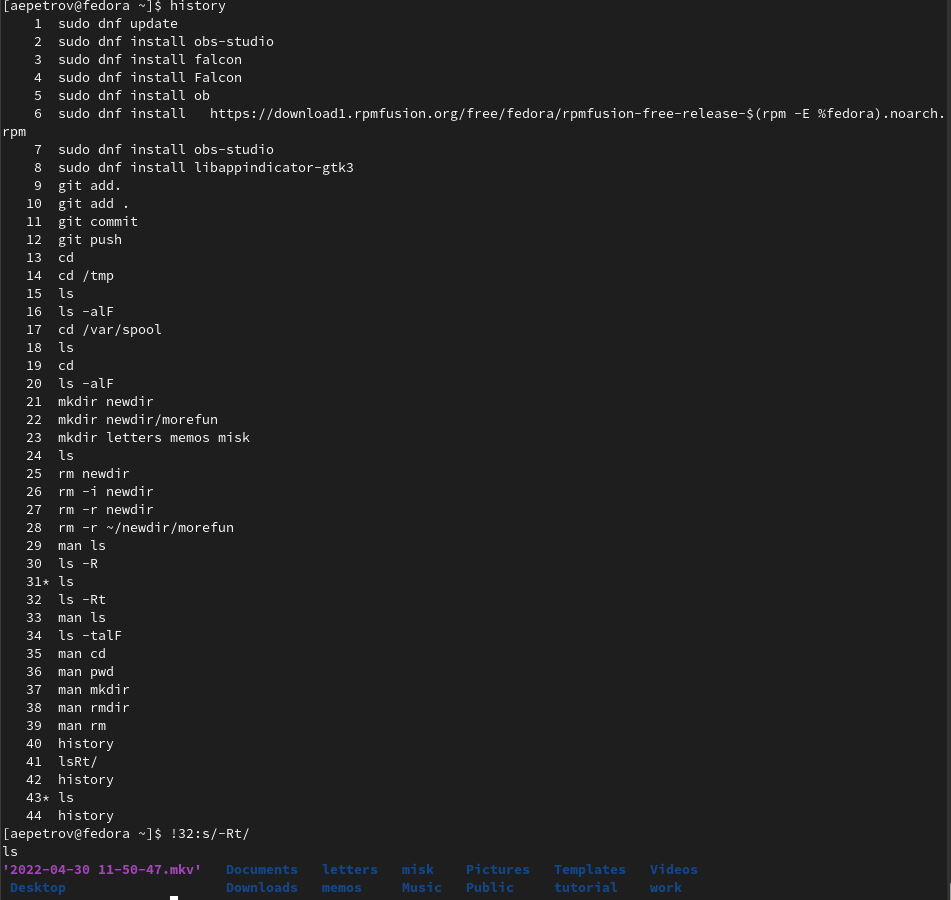 [aepetrov@fedora ~]$ history
    1  sudo dnf update
    2  sudo dnf install obs-studio
    3  sudo dnf install falcon
    4  sudo dnf install Falcon
    5  sudo dnf install ob
    6  sudo dnf install   https://download1.rpmfusion.org/free/fedora/rpmfusion-free-release-$(rpm -E %fedora).noarch.
rpm
    7  sudo dnf install obs-studio
    8  sudo dnf install libappindicator-gtk3
    9  git add.
   10  git add .
   11  git commit
   12  git push
   13  cd
   14  cd /tmp
   15  ls
   16  ls -alF
   17  cd /var/spool
   18  ls
   19  cd
   20  ls -alF
   21  mkdir newdir
   22  mkdir newdir/morefun
   23  mkdir letters memos misk
   24  ls
   25  rm newdir
   26  rm -i newdir
   27  rm -r newdir
   28  rm -r ~/newdir/morefun
   29  man ls
   30  ls -R
   31* ls
   32  ls -Rt
   33  man ls
   34  ls -talF
   35  man cd
   36  man pwd
   37  man mkdir
   38  man rmdir
   39  man rm
   40  history
   41  lsRt/
   42  history
   43* ls
   44  history
[aepetrov@fedora ~]$ !32:s/-Rt/
ls
'2022-04-30 11-50-47.mkv'   Documents   letters   misk    Pictures   Templates   Videos
 Desktop                    Downloads   memos     Music   Public     tutorial    work